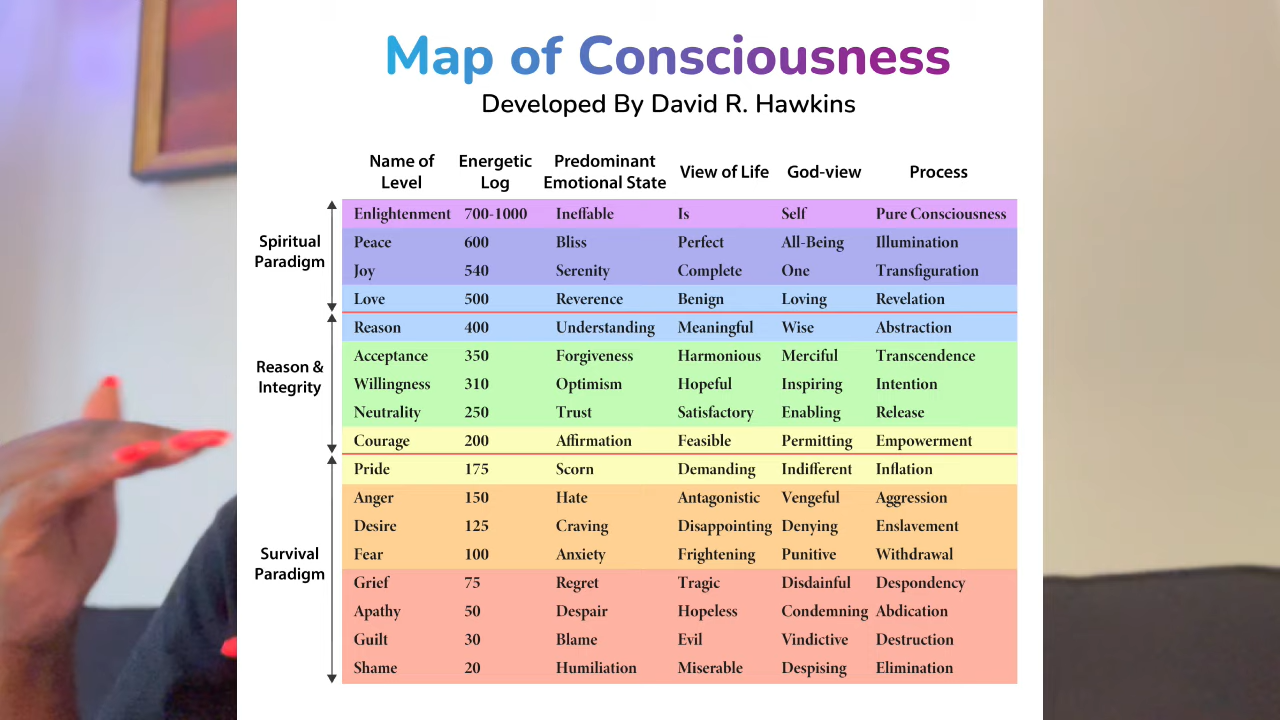 Map of Consciousness
Developed By David R. Hawkins
Name of Level Energetic Log Predominant Emotional State View of Life God-view Process
Spiritual Paradigm
Enlightenment 700-1000 Ineffable Is Self Pure Consciousness
Peace 600 Bliss Perfect All-Being Illumination
Joy 540 Serenity Complete One Transfiguration
Love 500 Reverence Benign Loving Revelation
Reason & Integrity
Reason 400 Understanding Meaningful Wise Abstraction
Acceptance 350 Forgiveness Harmonious Merciful Transcendence
Willingness 310 Optimism Hopeful Inspiring Intention
Neutrality 250 Trust Satisfactory Enabling Release
Courage 200 Affirmation Feasible Permitting Empowerment
Survival Paradigm
Pride 175 Scorn Demanding Indifferent Inflation
Anger 150 Hate Antagonistic Vengeful Aggression
Desire 125 Craving Disappointing Denying Enslavement
Fear 100 Anxiety Frightening Punitive Withdrawal
Grief 75 Regret Tragic Disdainful Despondency
Apathy 50 Despair Hopeless Condemning Abdication
Guilt 30 Blame Evil Vindictive Destruction
Shame 20 Humiliation Miserable Despising Elimination